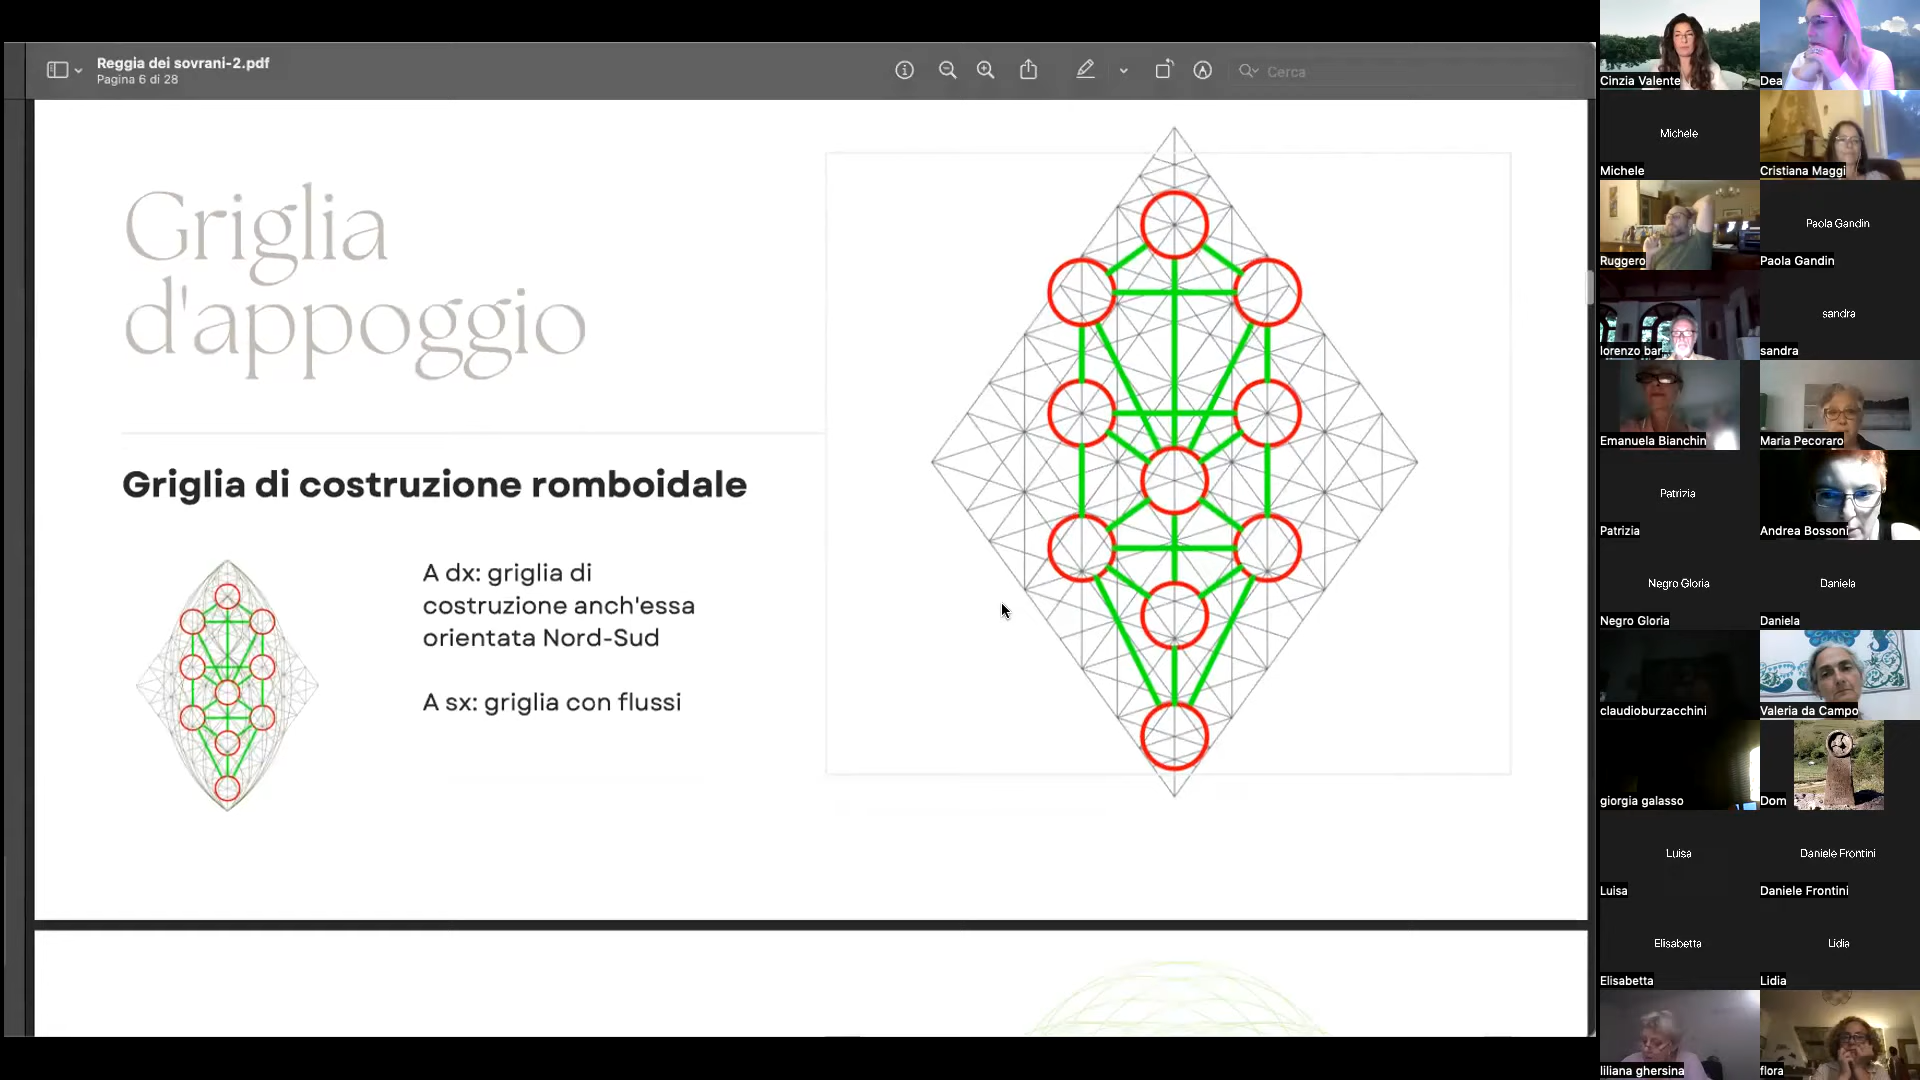 Reggia dei sovrani-2.pdf
Pagina 6 di 28
Cerca
Griglia
d'appoggio
Griglia di costruzione romboidale
A dx: griglia di
costruzione anch'essa
orientata Nord-Sud
A sx: griglia con flussi
Cinzia Valente
Dea
Michele
Michele
Cristiana Maggi
Ruggero
Paola Gandin
Paola Gandin
lorenzo bar
sandra
sandra
Emanuela Bianchin
Maria Pecoraro
Patrizia
Patrizia
Andrea Bossoni
Negro Gloria
Negro Gloria
Daniela
Daniela
claudioburzacchini
Valeria da Campo
giorgia galasso
Dom
Luisa
Luisa
Daniele Frontini
Daniele Frontini
Elisabetta
Elisabetta
Lidia
Lidia
liliana ghersina
flora